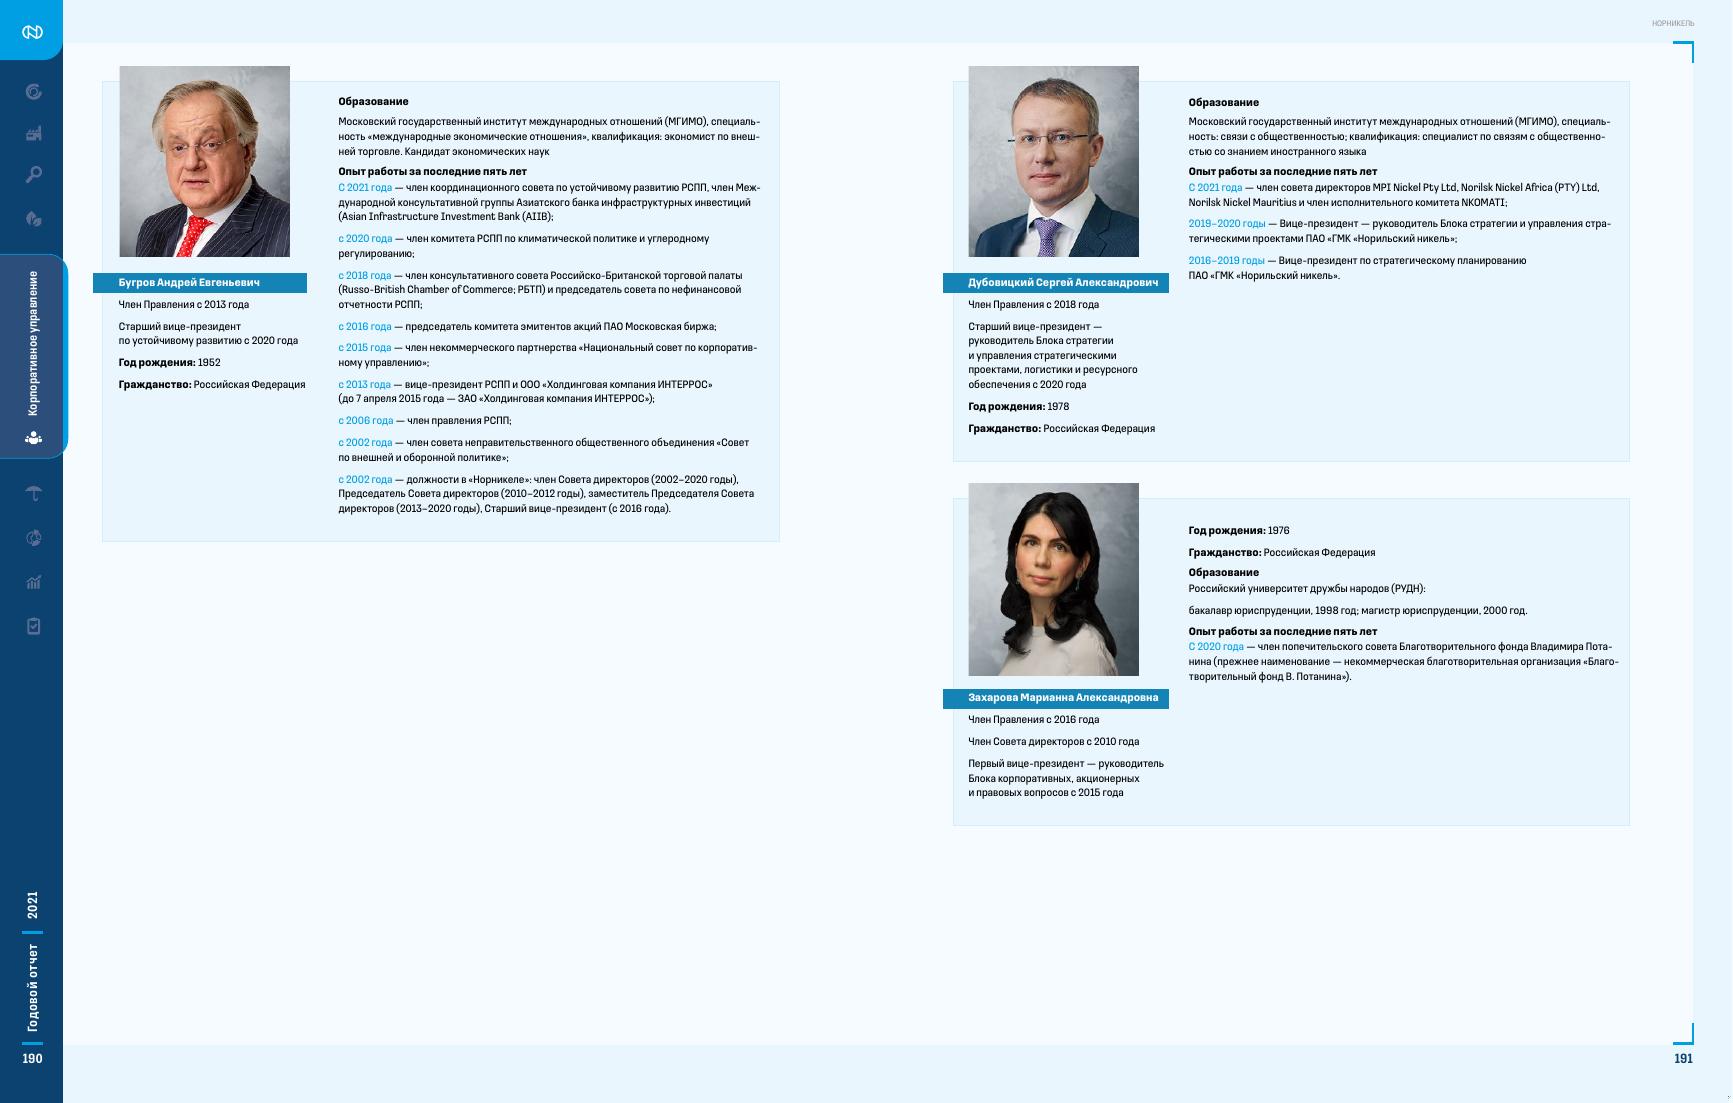 НОРНИКЕЛЬ
Корпоративное управление
Годовой отчет 2021
190
Бугров Андрей Евгеньевич
Член Правления с 2013 года
Старший вице-президент
по устойчивому развитию с 2020 года
Год рождения: 1952
Гражданство: Российская Федерация
Образование
Московский государственный институт международных отношений (МГИМО), специаль-
ность «международные экономические отношения», квалификация: экономист по внеш-
ней торговле. Кандидат экономических наук
Опыт работы за последние пять лет
С 2021 года — член координационного совета по устойчивому развитию РСПП, член Меж-
дународной консультативной группы Азиатского банка инфраструктурных инвестиций
(Asian Infrastructure Investment Bank (AIIB);
с 2020 года — член комитета РСПП по климатической политике и углеродному
регулированию;
с 2018 года — член консультативного совета Российско-Британской торговой палаты
(Russo-British Chamber of Commerce; РБТП) и председатель совета по нефинансовой
отчетности РСПП;
с 2016 года — председатель комитета эмитентов акций ПАО Московская биржа;
с 2015 года — член некоммерческого партнерства «Национальный совет по корпоратив-
ному управлению»;
с 2013 года — вице-президент РСПП и ООО «Холдинговая компания ИНТЕРРОС»
(до 7 апреля 2015 года — ЗАО «Холдинговая компания ИНТЕРРОС»);
с 2006 года — член правления РСПП;
с 2002 года — член совета неправительственного общественного объединения «Совет
по внешней и оборонной политике»;
с 2002 года — должности в «Норникеле»: член Совета директоров (2002–2020 годы),
Председатель Совета директоров (2010–2012 годы), заместитель Председателя Совета
директоров (2013–2020 годы), Старший вице-президент (с 2016 года).
Дубовицкий Сергей Александрович
Член Правления с 2018 года
Старший вице-президент —
руководитель Блока стратегии
и управления стратегическими
проектами, логистики и ресурсного
обеспечения с 2020 года
Год рождения: 1978
Гражданство: Российская Федерация
Образование
Московский государственный институт международных отношений (МГИМО), специаль-
ность: связи с общественностью; квалификация: специалист по связям с общественно-
стью со знанием иностранного языка
Опыт работы за последние пять лет
С 2021 года — член совета директоров MPI Nickel Pty Ltd, Norilsk Nickel Africa (PTY) Ltd,
Norilsk Nickel Mauritius и член исполнительного комитета NKOMATI;
2019–2020 годы — Вице-президент — руководитель Блока стратегии и управления стра-
тегическими проектами ПАО «ГМК «Норильский никель»;
2016–2019 годы — Вице-президент по стратегическому планированию
ПАО «ГМК «Норильский никель».
Захарова Марианна Александровна
Член Правления с 2016 года
Член Совета директоров с 2010 года
Первый вице-президент — руководитель
Блока корпоративных, акционерных
и правовых вопросов с 2015 года
Год рождения: 1976
Гражданство: Российская Федерация
Образование
Российский университет дружбы народов (РУДН):
бакалавр юриспруденции, 1998 год; магистр юриспруденции, 2000 год.
Опыт работы за последние пять лет
С 2020 года — член попечительского совета Благотворительного фонда Владимира Пота-
нина (прежнее наименование — некоммерческая благотворительная организация «Благо-
творительный фонд В. Потанина»).
191